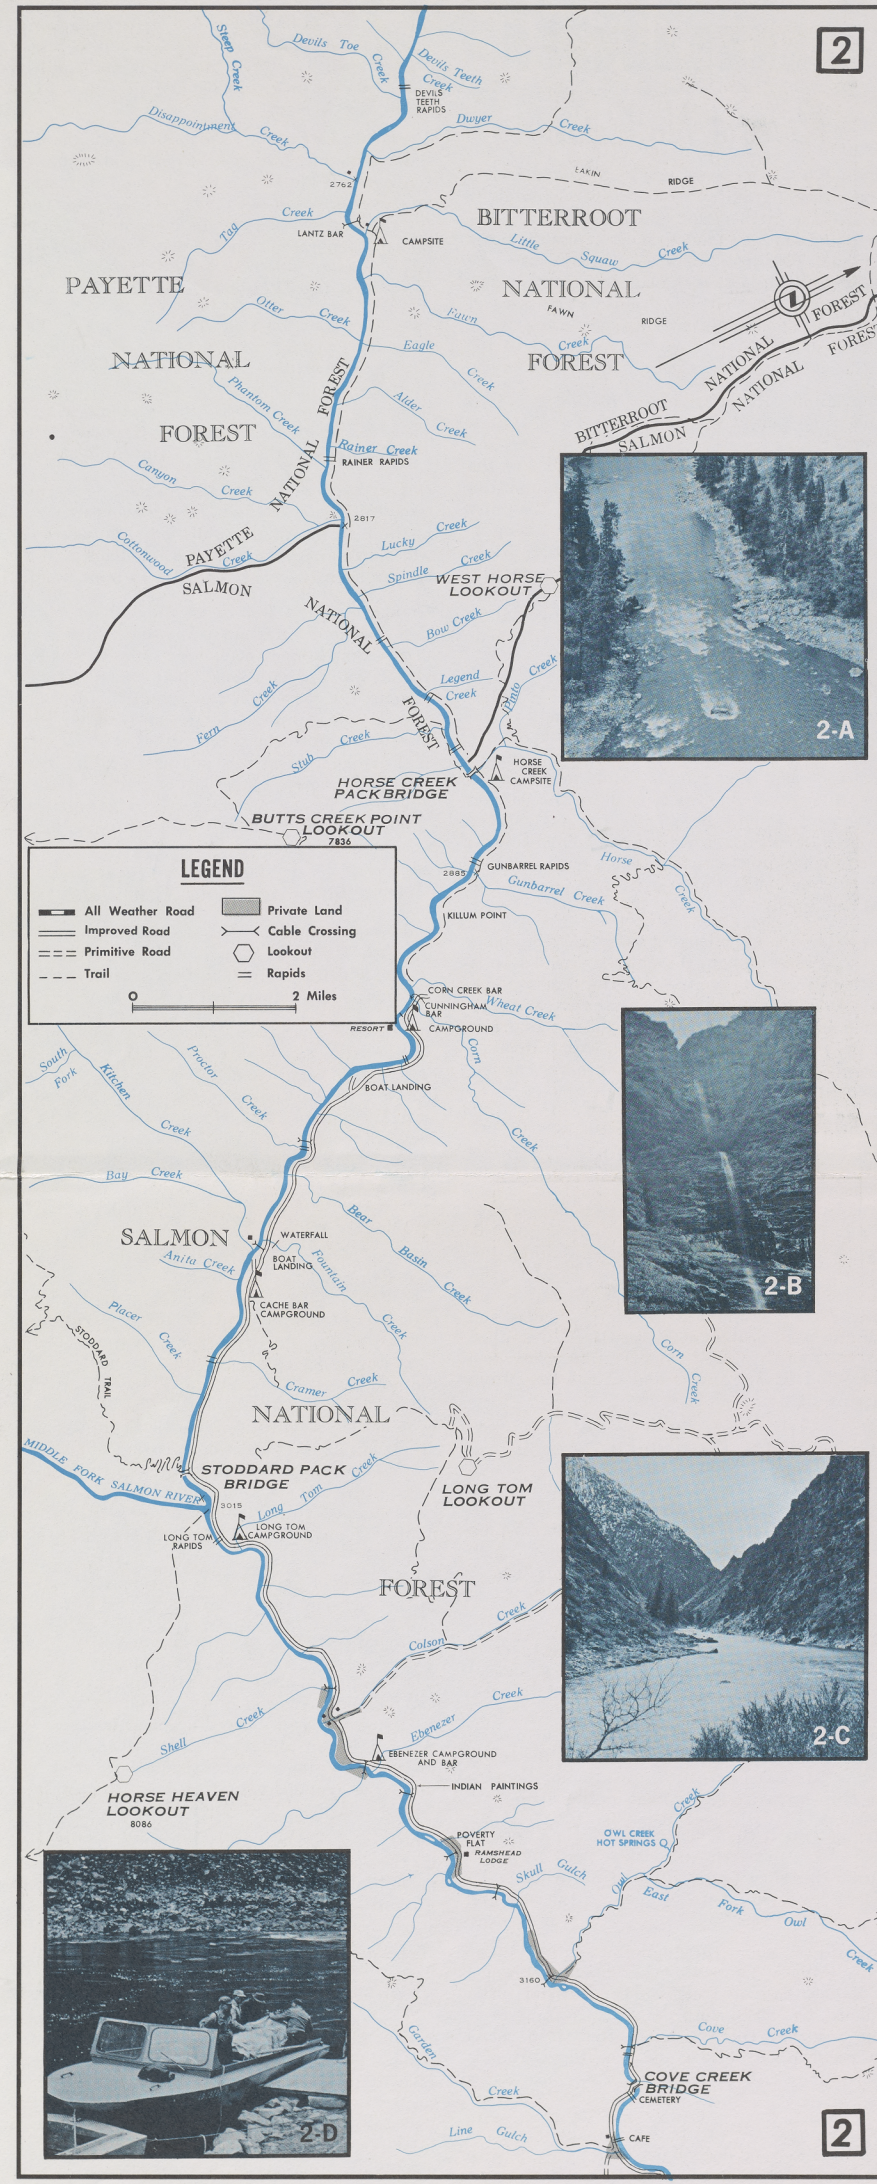 2
Steep Creek
Devils Toe Creek
Devils Teeth
Creek
DEVILS
TEETH
RAPIDS
Disappointment Creek
Dwyer Creek
2762
EAKIN RIDGE
Tag Creek
LANTZ BAR
CAMPSITE
BITTERROOT
Little Squaw Creek
PAYETTE
NATIONAL
FAWN RIDGE
Otter Creek
Fawn Creek
Eagle Creek
FOREST
NATIONAL
Phantom Creek
Alder Creek
BITTERROOT NATIONAL FOREST
SALMON NATIONAL FOREST
FOREST
NATIONAL FOREST
Rainer Creek
RAINER RAPIDS
Canyon Creek
2817
Cottonwood Creek
PAYETTE
SALMON
NATIONAL FOREST
Lucky Creek
Spindle Creek
WEST HORSE
LOOKOUT
Bow Creek
Fern Creek
Legend
Creek
Pinto Creek
2-A
Stub Creek
HORSE CREEK
PACKBRIDGE
HORSE
CREEK
CAMPSITE
BUTTS CREEK POINT
LOOKOUT
7836
GUNBARREL RAPIDS
2885
Gunbarrel Creek
Horse Creek
KILLUM POINT
LEGEND
All Weather Road
Private Land
Improved Road
Cable Crossing
Primitive Road
Lookout
Trail
Rapids
0 2 Miles
CORN CREEK BAR
CUNNINGHAM
BAR
CAMPGROUND
RESORT
Wheat Creek
Corn Creek
BOAT LANDING
South
Fork
Kitchen Creek
Proctor Creek
Bay Creek
2-B
SALMON
Anita Creek
WATERFALL
BOAT
LANDING
Fountain Creek
Bear Basin Creek
CACHE BAR
CAMPGROUND
Placer Creek
STODDARD TRAIL
Cramer Creek
Corn
Creek
NATIONAL
MIDDLE FORK SALMON RIVER
STODDARD PACK
BRIDGE
LONG TOM
LOOKOUT
3015
Long Tom Creek
LONG TOM
CAMPGROUND
LONG TOM
RAPIDS
FOREST
Colson Creek
2-C
Shell Creek
Ebenezer Creek
EBENEZER CAMPGROUND
AND BAR
HORSE HEAVEN
LOOKOUT
8086
INDIAN PAINTINGS
POVERTY
FLAT
RAMSHEAD
LODGE
OWL CREEK
HOT SPRINGS
Owl Creek
Skull Gulch
East Fork Owl Creek
3160
Garden Creek
Cove Creek
COVE CREEK
BRIDGE
CEMETERY
Line Gulch
CAFE
2-D
2